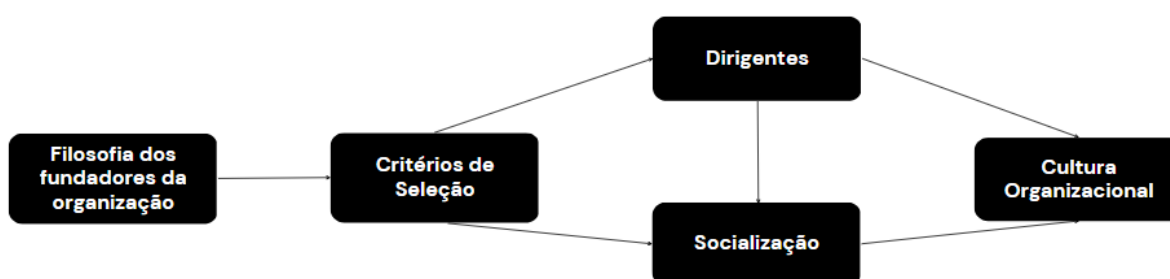 Filosofia dos
fundadores da
organização
Critérios de
Seleção
Dirigentes
Socialização
Cultura
Organizacional